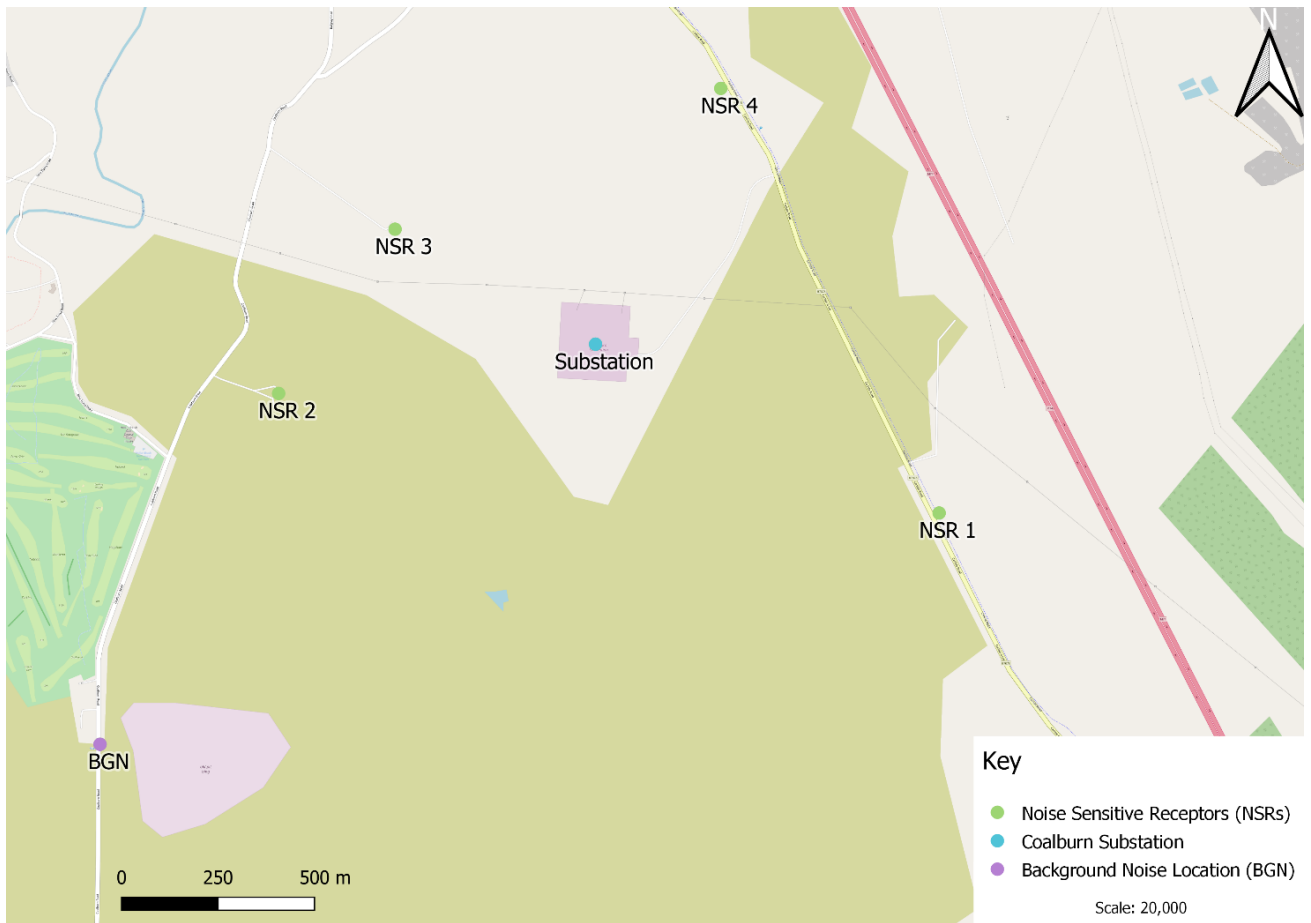 N
NSR 4
NSR 3
Substation
NSR 2
NSR 1
BGN
Key
Noise Sensitive Receptors (NSRs)
Coalburn Substation
Background Noise Location (BGN)
Scale: 20,000
0 250 500 m